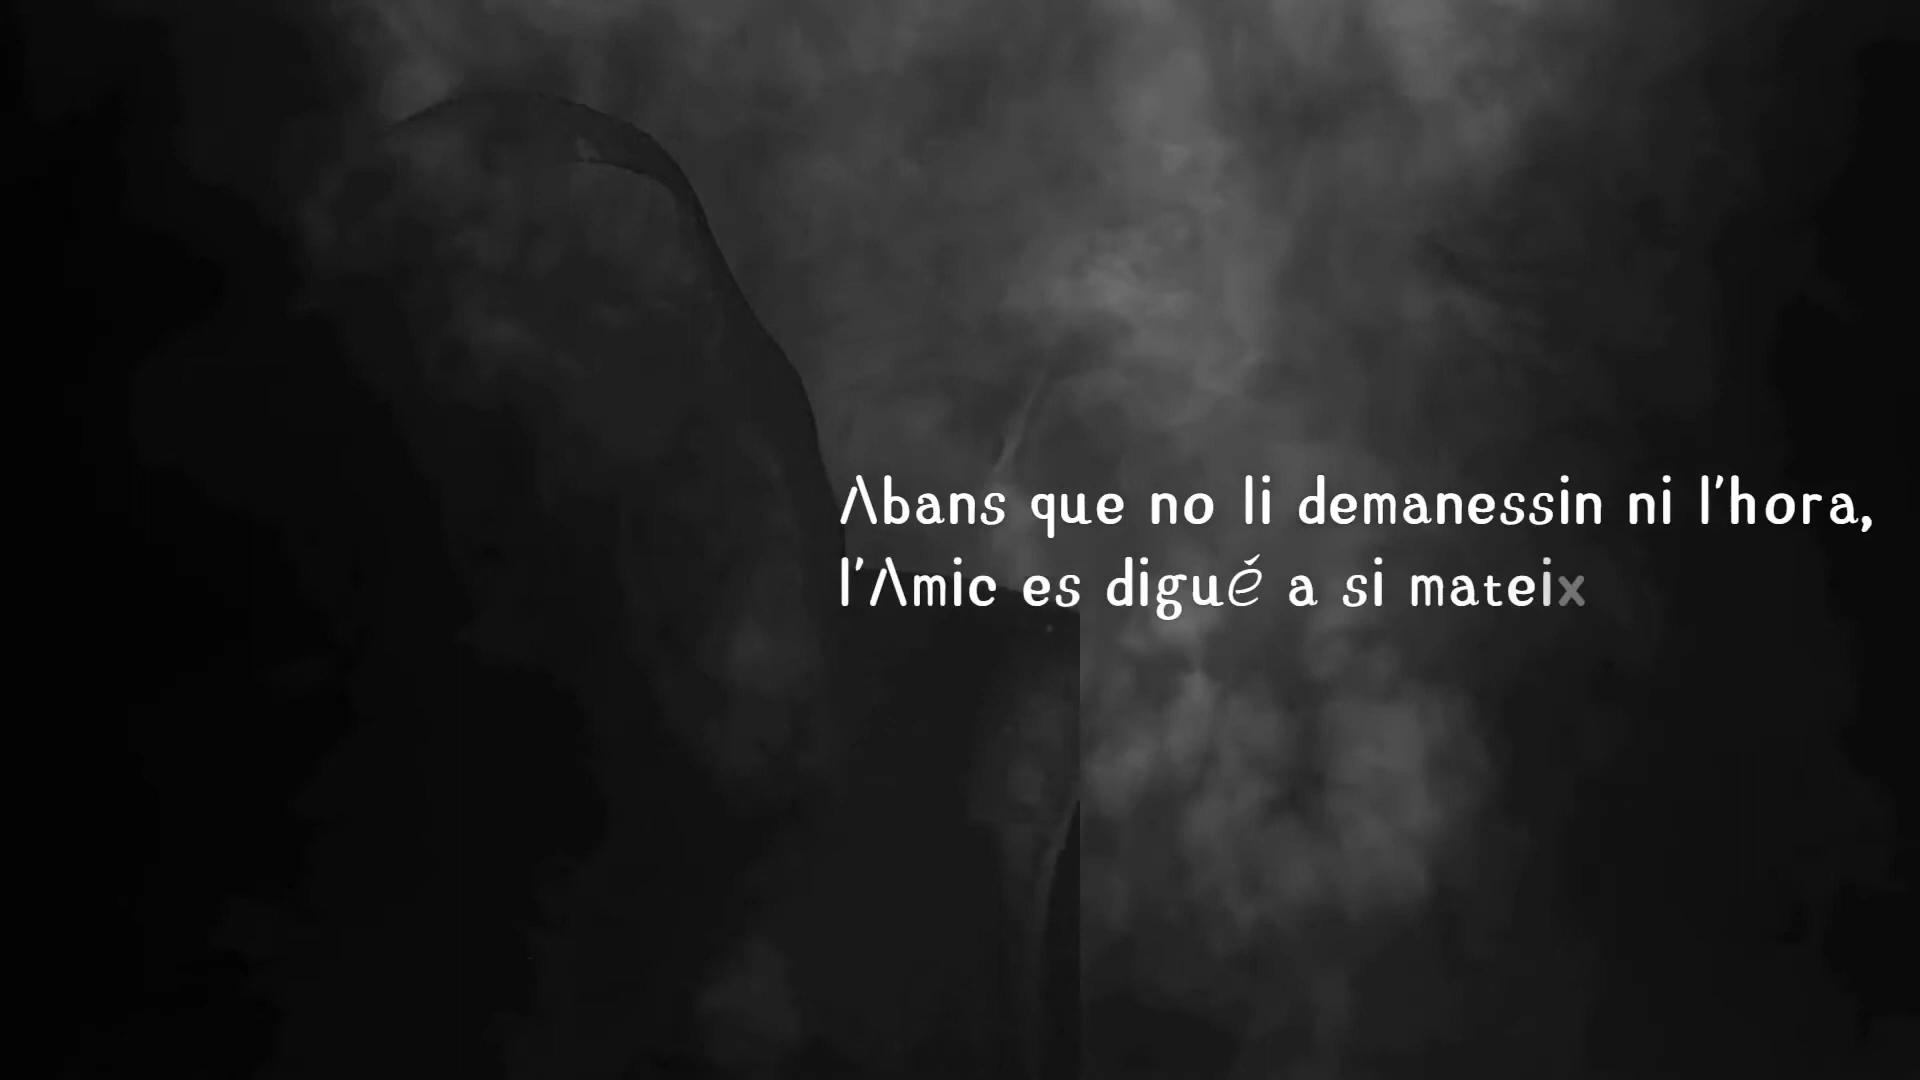 Abans que no li demanessin ni l'hora,
l'Amic es digué a si mateix